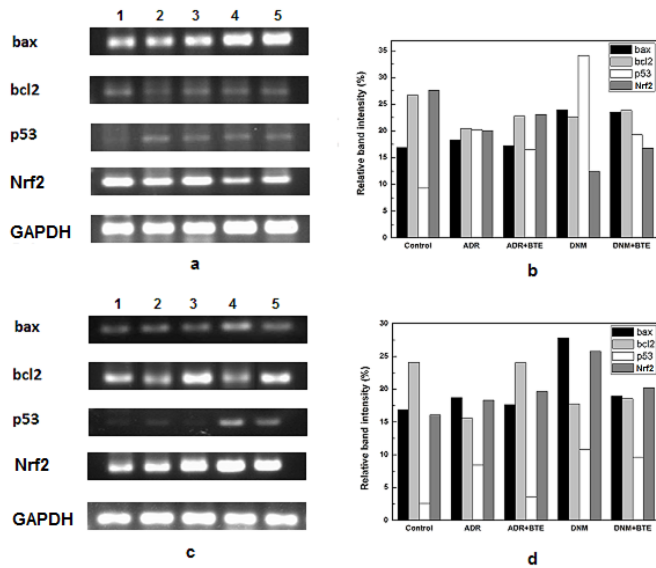 1 2 3 4 5
bax
bcl2
p53
Nrf2
GAPDH
a
Relative band intensity (%)
35
30
25
20
15
10
5
0
bax
bcl2
p53
Nrf2
Control ADR ADR+BTE DNM DNM+BTE
b
1 2 3 4 5
bax
bcl2
p53
Nrf2
GAPDH
c
Relative band intensity (%)
30
25
20
15
10
5
0
bax
bcl2
p53
Nrf2
Control ADR ADR+BTE DNM DNM+BTE
d